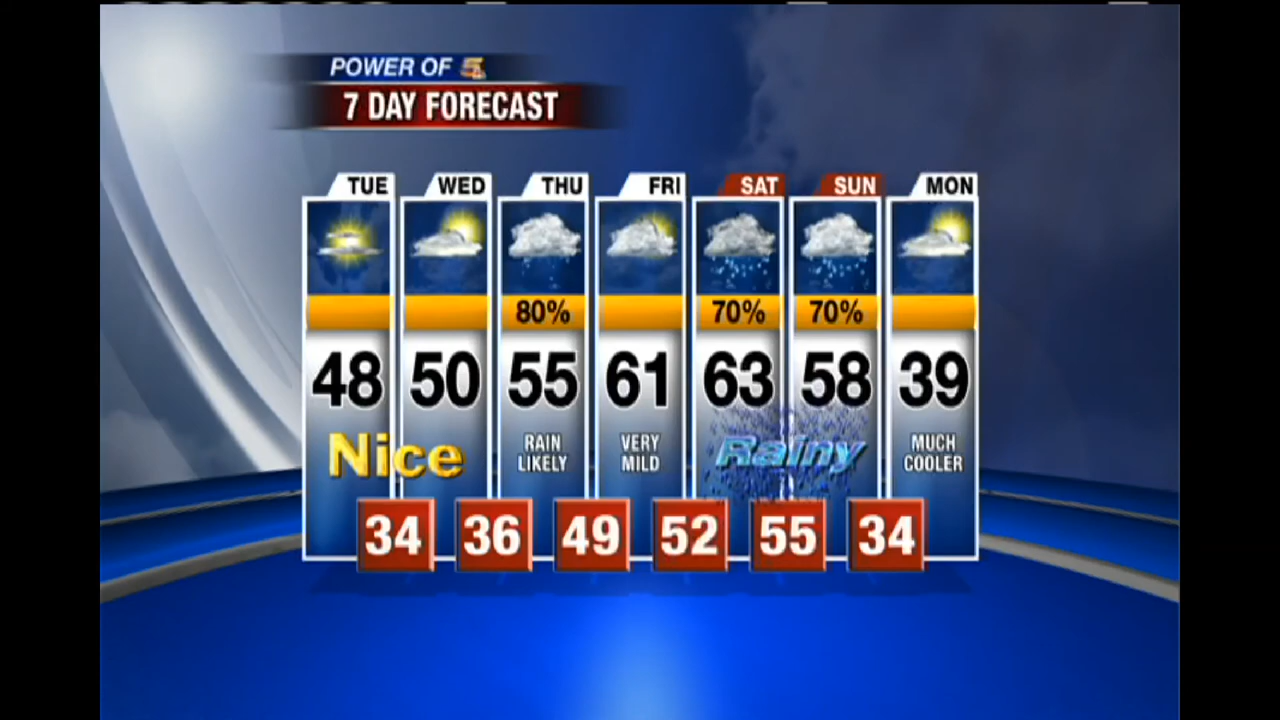 POWER OF 5
7 DAY FORECAST
TUE WED THU FRI SAT SUN MON
80% 70% 70%
48 50 55 61 63 58 39
Nice RAIN LIKELY VERY MILD Rainy MUCH COOLER
34 36 49 52 55 34